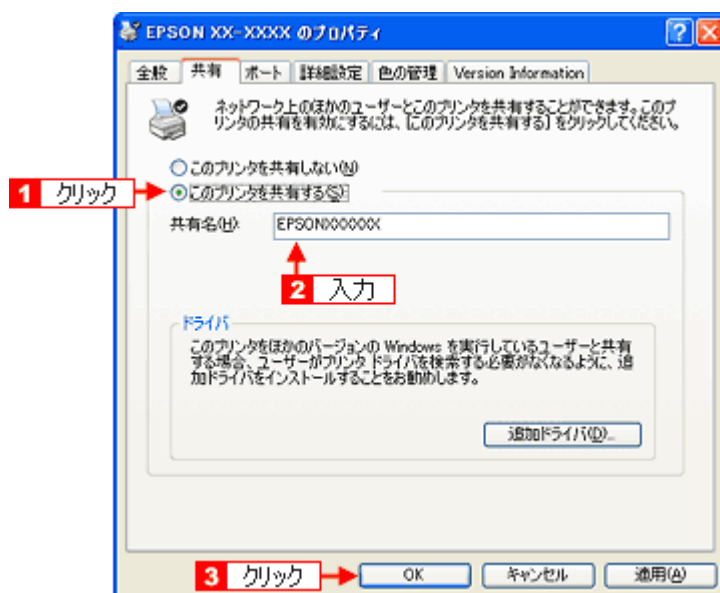 EPSON XX-XXXX のプロパティ
全般 共有 ポート 詳細設定 色の管理 Version Information
ネットワーク上のほかのユーザーとこのプリンタを共有することができます。このプ
リンタの共有を有効にするには、[このプリンタを共有する] をクリックしてください。
このプリンタを共有しない(N)
1 クリック
このプリンタを共有する(S)
共有名(H): EPSONXXXXXX
2 入力
ドライバ
このプリンタをほかのバージョンの Windows を実行しているユーザーと共有
する場合、ユーザーがプリンタ ドライバを検索する必要がなくなるように、追
加ドライバをインストールすることをお勧めします。
追加ドライバ(D)...
3 クリック
OK キャンセル 適用(A)